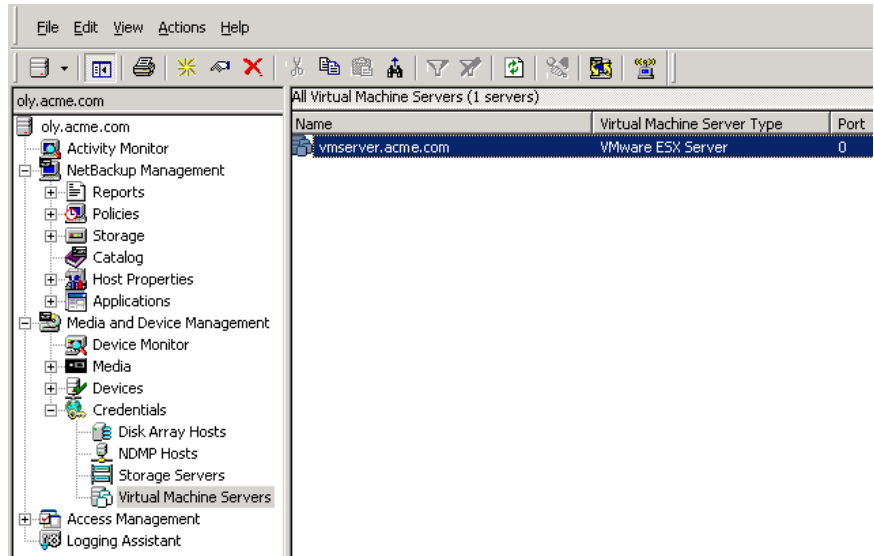 File Edit View Actions Help
oly.acme.com
All Virtual Machine Servers (1 servers)
Name Virtual Machine Server Type Port
vmserver.acme.com VMware ESX Server 0
oly.acme.com
Activity Monitor
NetBackup Management
Reports
Policies
Storage
Catalog
Host Properties
Applications
Media and Device Management
Device Monitor
Media
Devices
Credentials
Disk Array Hosts
NDMP Hosts
Storage Servers
Virtual Machine Servers
Access Management
Logging Assistant